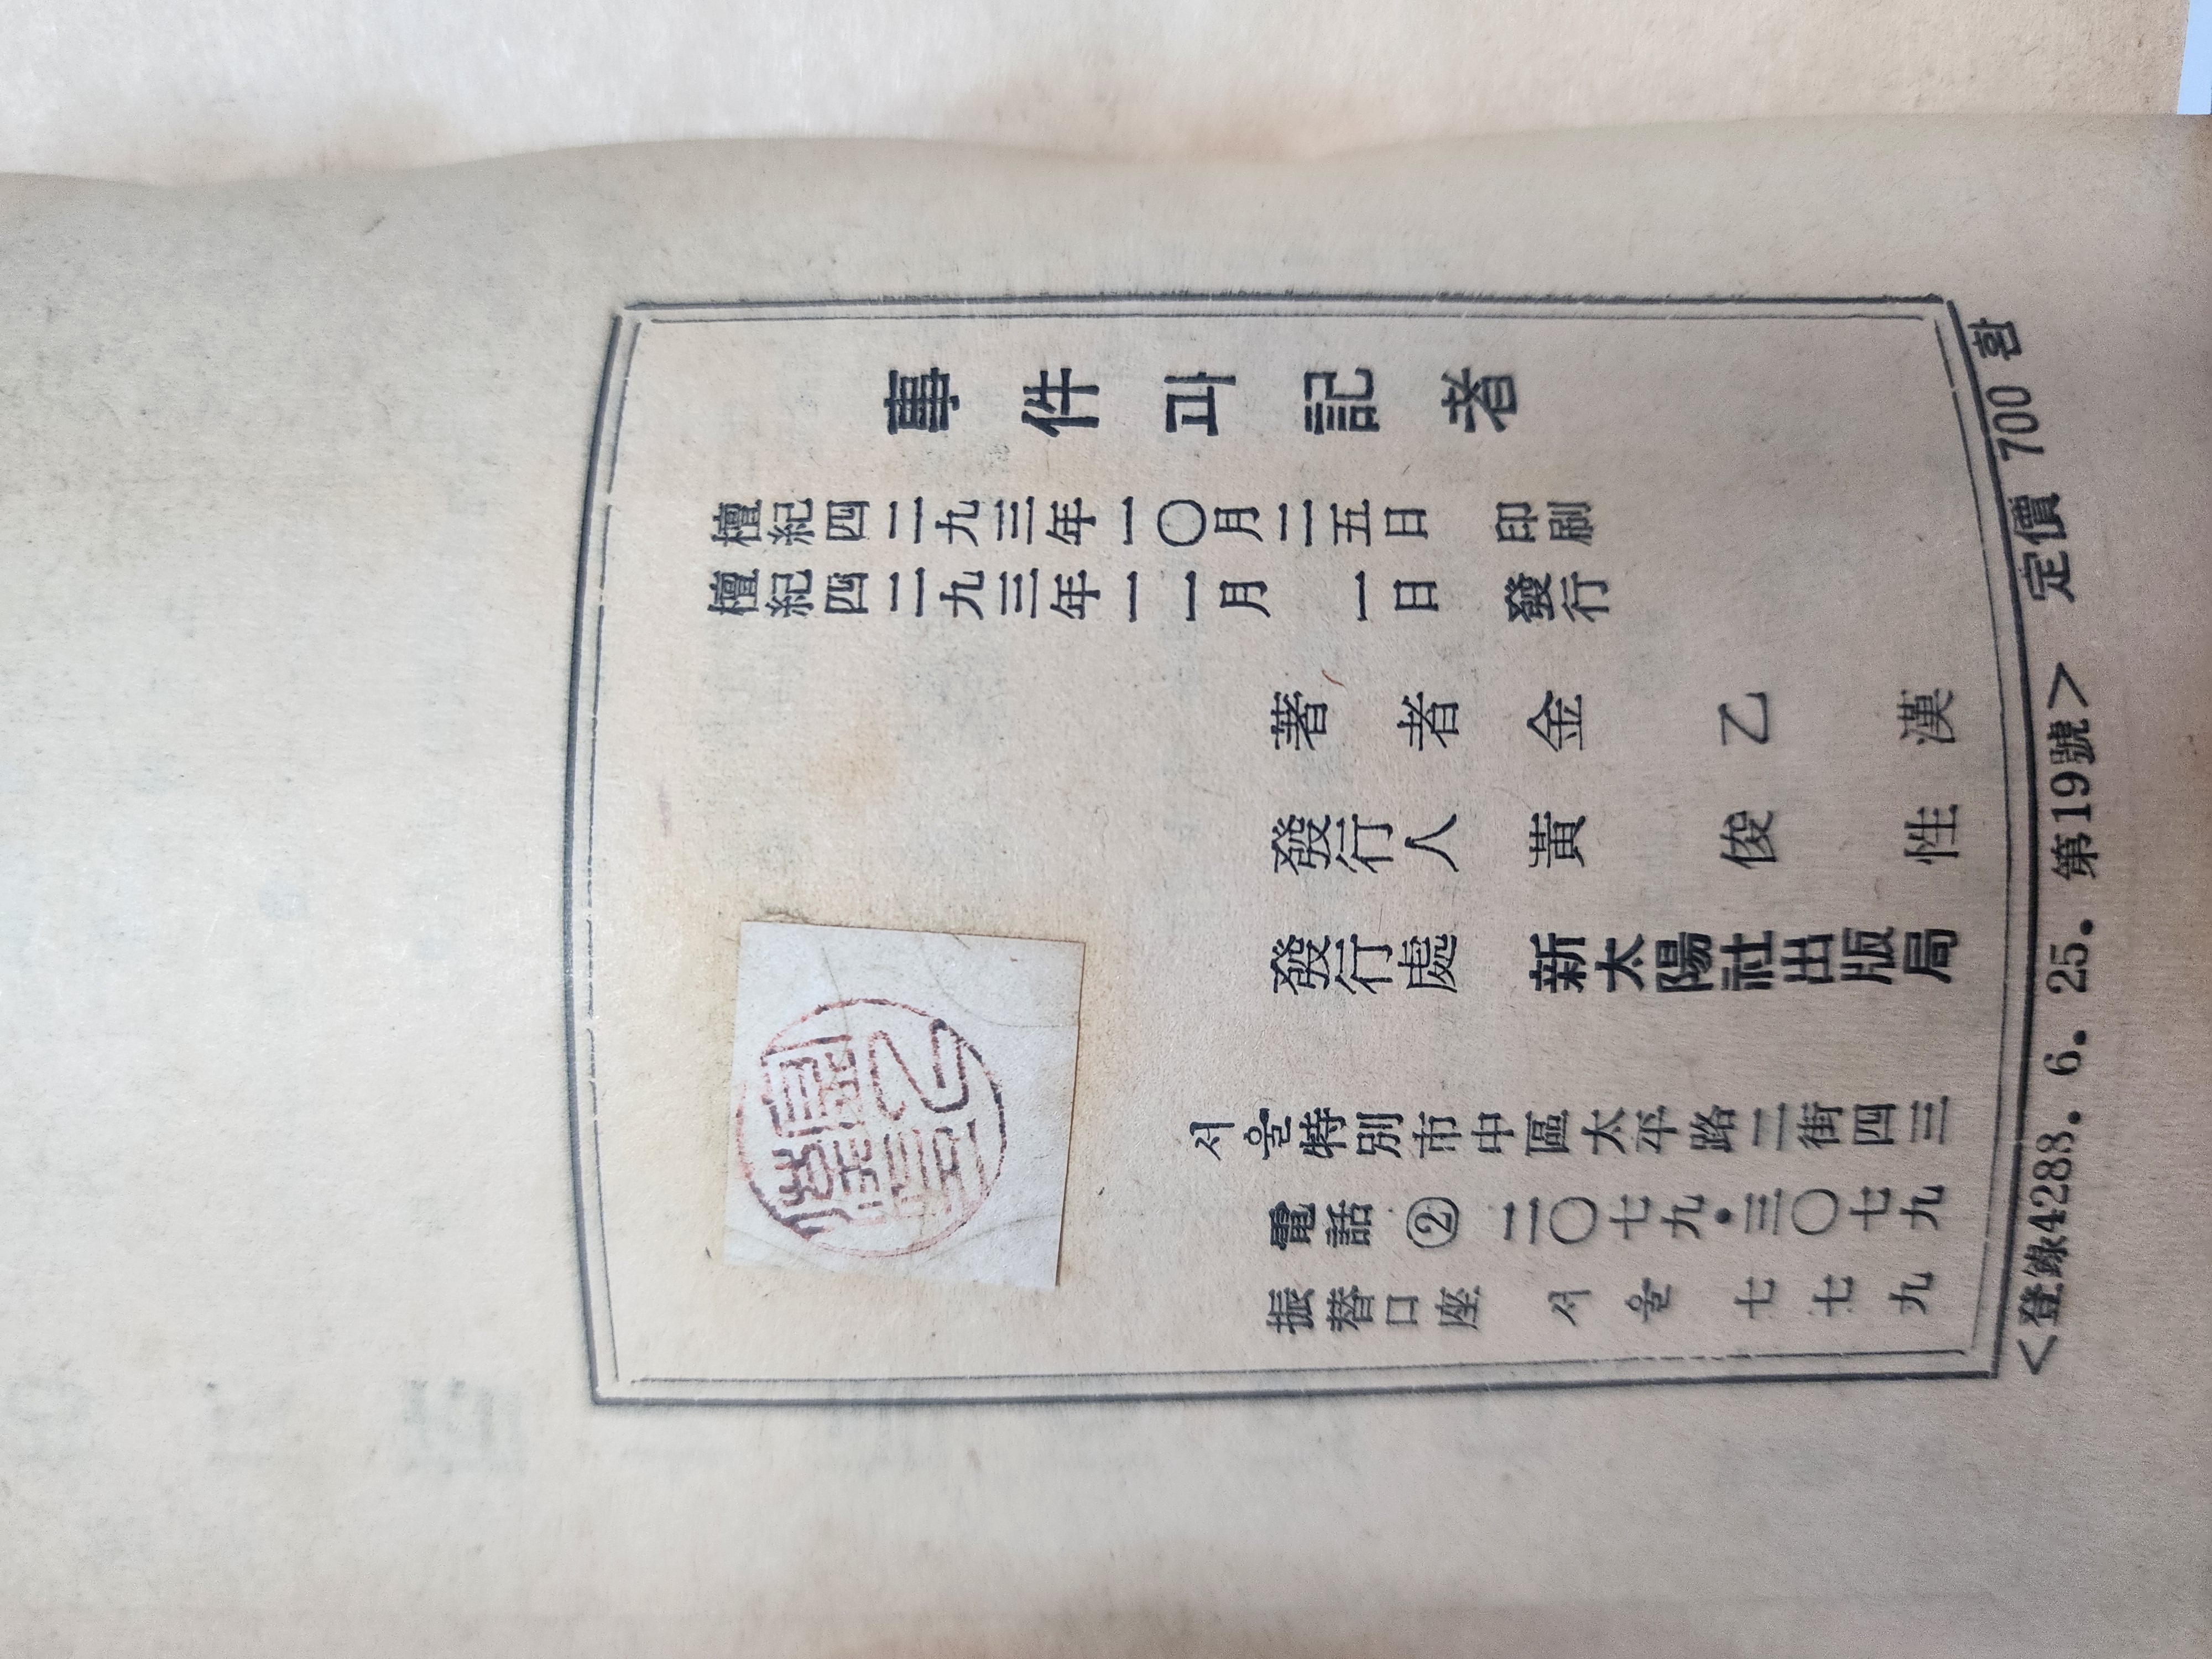 事件과記者
檀紀四二九三年一〇月二五日 印刷
檀紀四二九三年一一月 一日 發行
著者 金乙漢
發行人 黃俊性
發行處 新太陽社出版局
서울特別市中區太平路二街四三
電話 ② 二〇七九•三〇七九
振替口座 서울 七七九
<登錄4288. 6. 25. 第19號> 定價 700 환